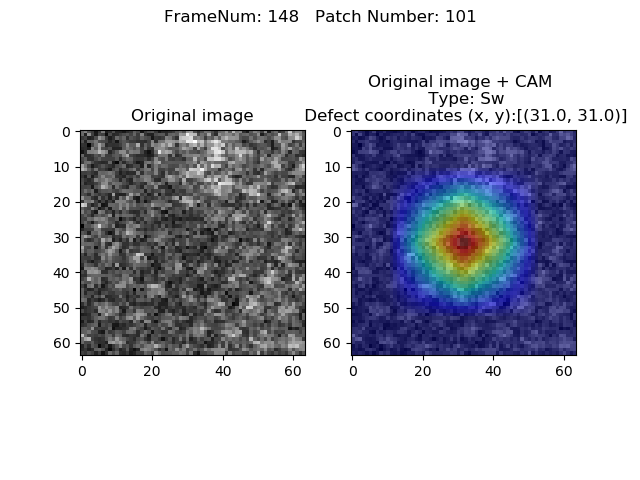 FrameNum: 148   Patch Number: 101
Original image
0
10
20
30
40
50
60
0 20 40 60
Original image + CAM
Type: Sw
Defect coordinates (x, y):[(31.0, 31.0)]
0
10
20
30
40
50
60
0 20 40 60